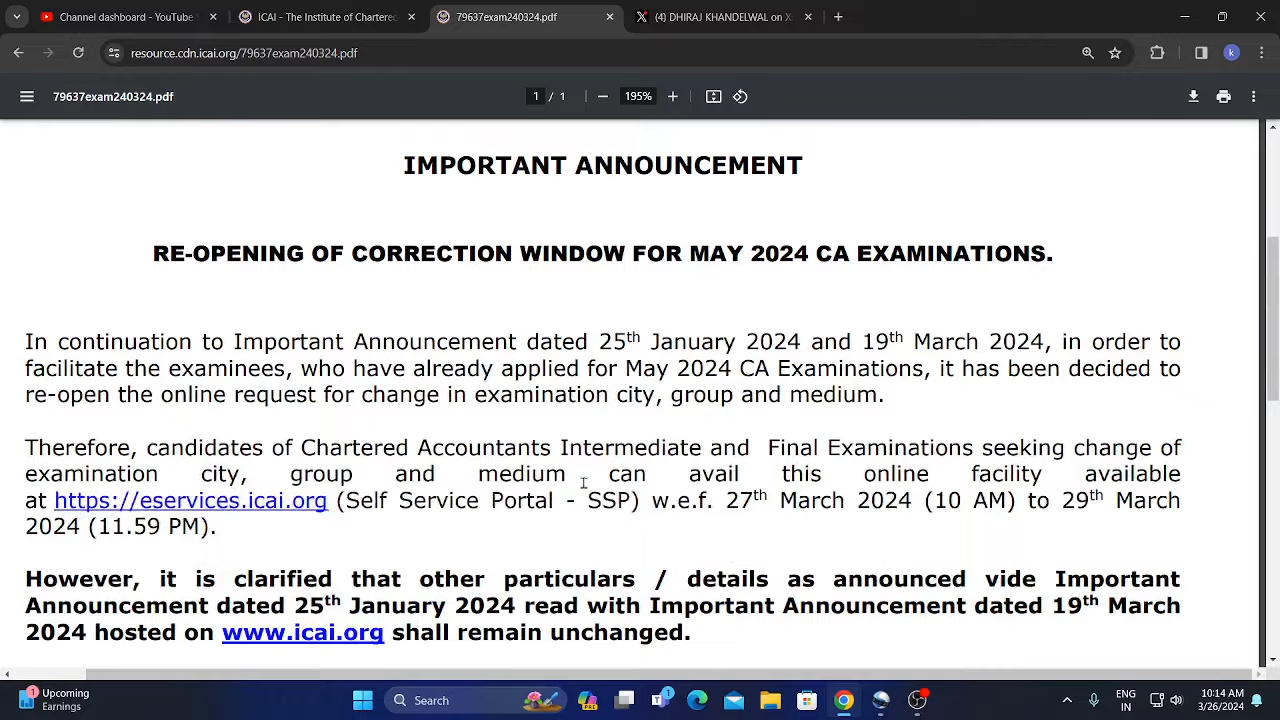 Channel dashboard - YouTube S
ICAI - The Institute of Chartered
79637exam240324.pdf
(4) DHIRAJ KHANDELWAL on X:
resource.cdn.icai.org/79637exam240324.pdf
k
79637exam240324.pdf
1 / 1
195%
IMPORTANT ANNOUNCEMENT
RE-OPENING OF CORRECTION WINDOW FOR MAY 2024 CA EXAMINATIONS.
In continuation to Important Announcement dated 25th January 2024 and 19th March 2024, in order to
facilitate the examinees, who have already applied for May 2024 CA Examinations, it has been decided to
re-open the online request for change in examination city, group and medium.
Therefore, candidates of Chartered Accountants Intermediate and Final Examinations seeking change of
examination city, group and medium can avail this online facility available
at https://eservices.icai.org (Self Service Portal - SSP) w.e.f. 27th March 2024 (10 AM) to 29th March
2024 (11.59 PM).
However, it is clarified that other particulars / details as announced vide Important
Announcement dated 25th January 2024 read with Important Announcement dated 19th March
2024 hosted on www.icai.org shall remain unchanged.
1
Upcoming
Earnings
Search
PRE
1
ENG
IN
10:14 AM
3/26/2024